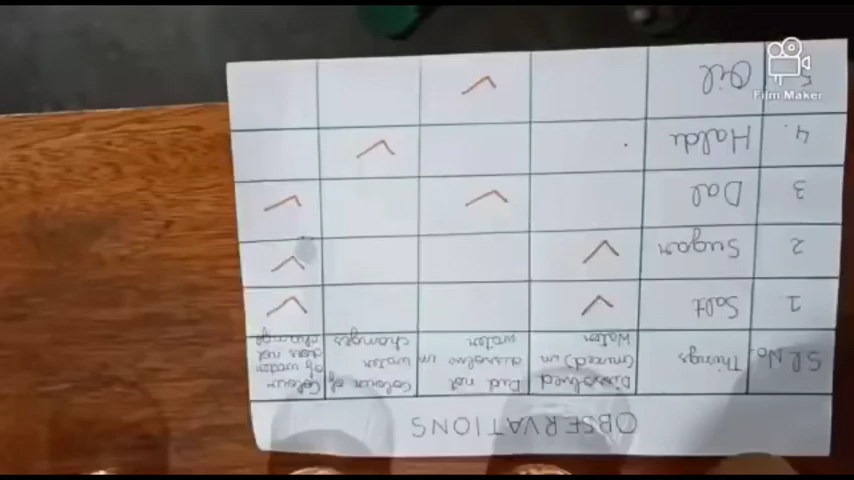 OBSERVATIONS
Sl No. Things Dissolved (mixed) in Water Did not dissolve in water Colour of water changes Colour of water does not change
1 Salt ✓ ✓
2 Sugar ✓ ✓
3 Dal ✓ ✓
4. Haldi ✓
5. Oil ✓
Film Maker